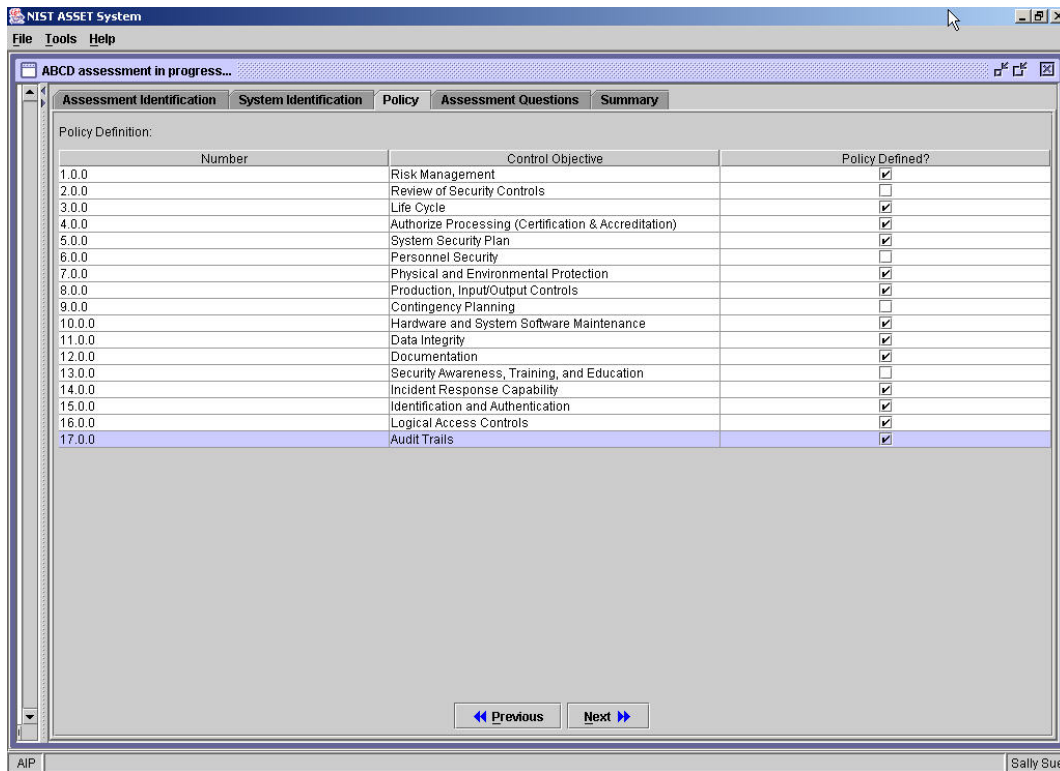 NIST ASSET System
File Tools Help
ABCD assessment in progress...
Assessment Identification System Identification Policy Assessment Questions Summary
Policy Definition:
Number Control Objective Policy Defined?
1.0.0 Risk Management
2.0.0 Review of Security Controls
3.0.0 Life Cycle
4.0.0 Authorize Processing (Certification & Accreditation)
5.0.0 System Security Plan
6.0.0 Personnel Security
7.0.0 Physical and Environmental Protection
8.0.0 Production, Input/Output Controls
9.0.0 Contingency Planning
10.0.0 Hardware and System Software Maintenance
11.0.0 Data Integrity
12.0.0 Documentation
13.0.0 Security Awareness, Training, and Education
14.0.0 Incident Response Capability
15.0.0 Identification and Authentication
16.0.0 Logical Access Controls
17.0.0 Audit Trails
Previous Next
AIP Sally